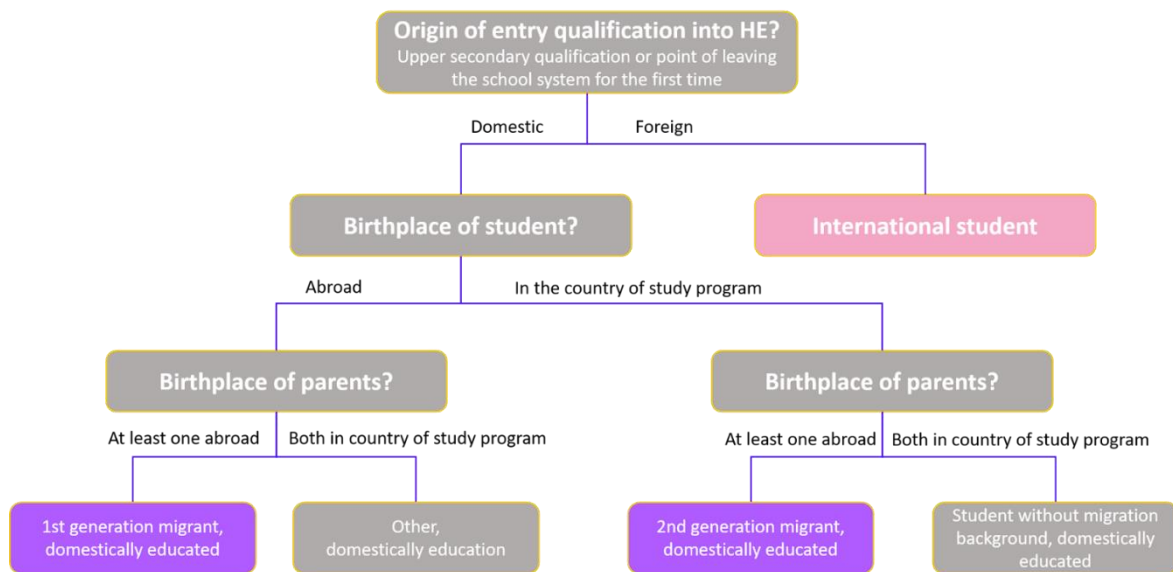 Origin of entry qualification into HE?
Upper secondary qualification or point of leaving
the school system for the first time
Domestic
Foreign
Birthplace of student?
International student
Abroad
In the country of study program
Birthplace of parents?
Birthplace of parents?
At least one abroad
Both in country of study program
At least one abroad
Both in country of study program
1st generation migrant,
domestically educated
Other,
domestically education
2nd generation migrant,
domestically educated
Student without migration
background, domestically
educated